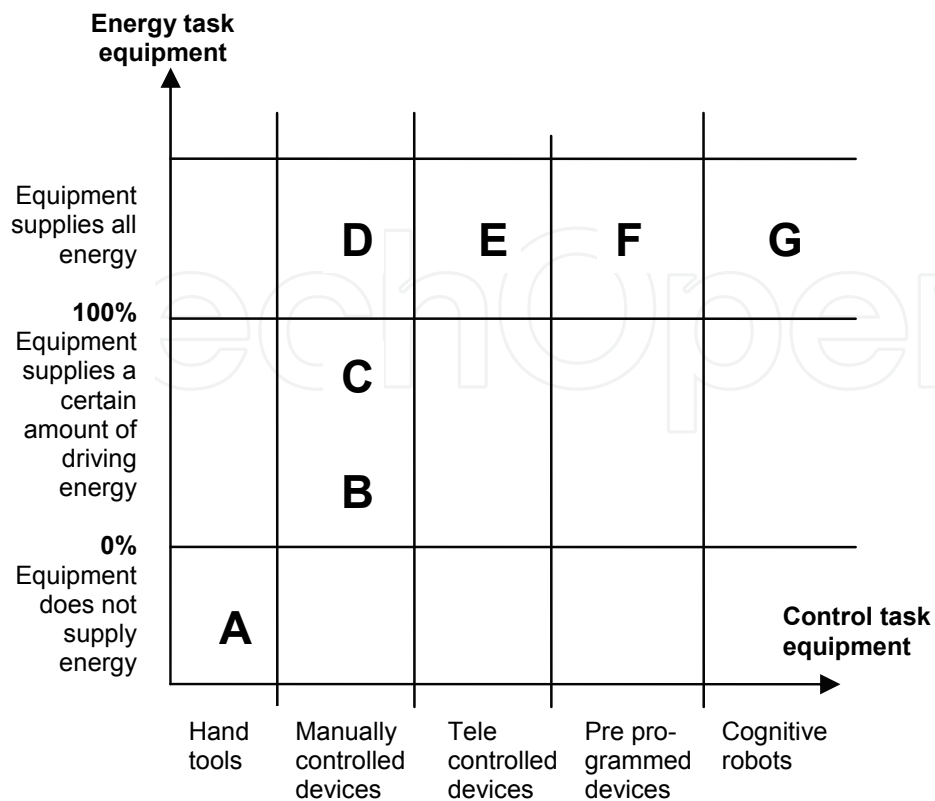 Energy task
equipment
Equipment
supplies all
energy
D E F G
100%
Equipment
supplies a
certain
amount of
driving
energy
C
B
0%
Equipment
does not
supply
energy
A
Control task
equipment
Hand
tools
Manually
controlled
devices
Tele
controlled
devices
Pre pro-
grammed
devices
Cognitive
robots
echOpe